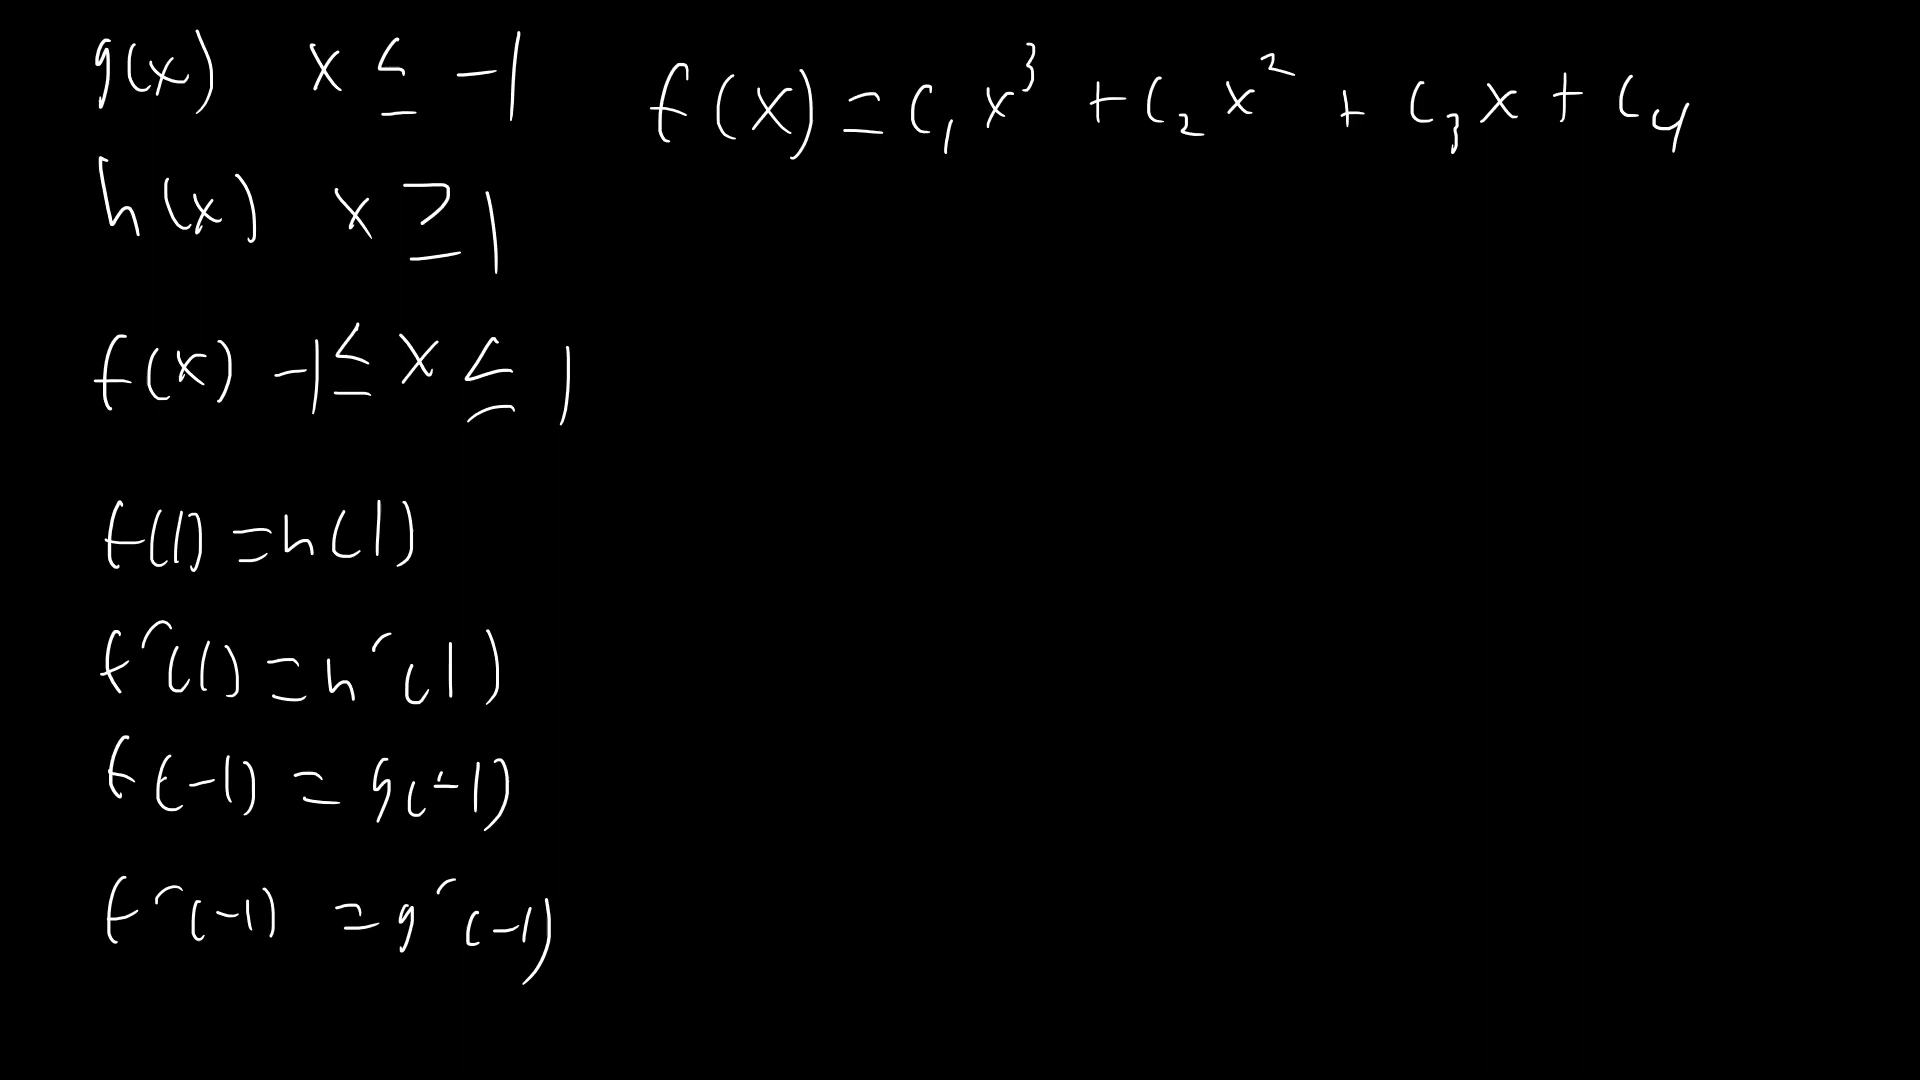 g(x) x ≤ -1
f(x) = c₁x³ + c₂x² + c₃x + c₄
h(x) x ≥ 1
f(x) -1 ≤ x ≤ 1
f(1) = h(1)
f´(1) = h´(1)
f(-1) = g(-1)
f´(-1) = g´(-1)